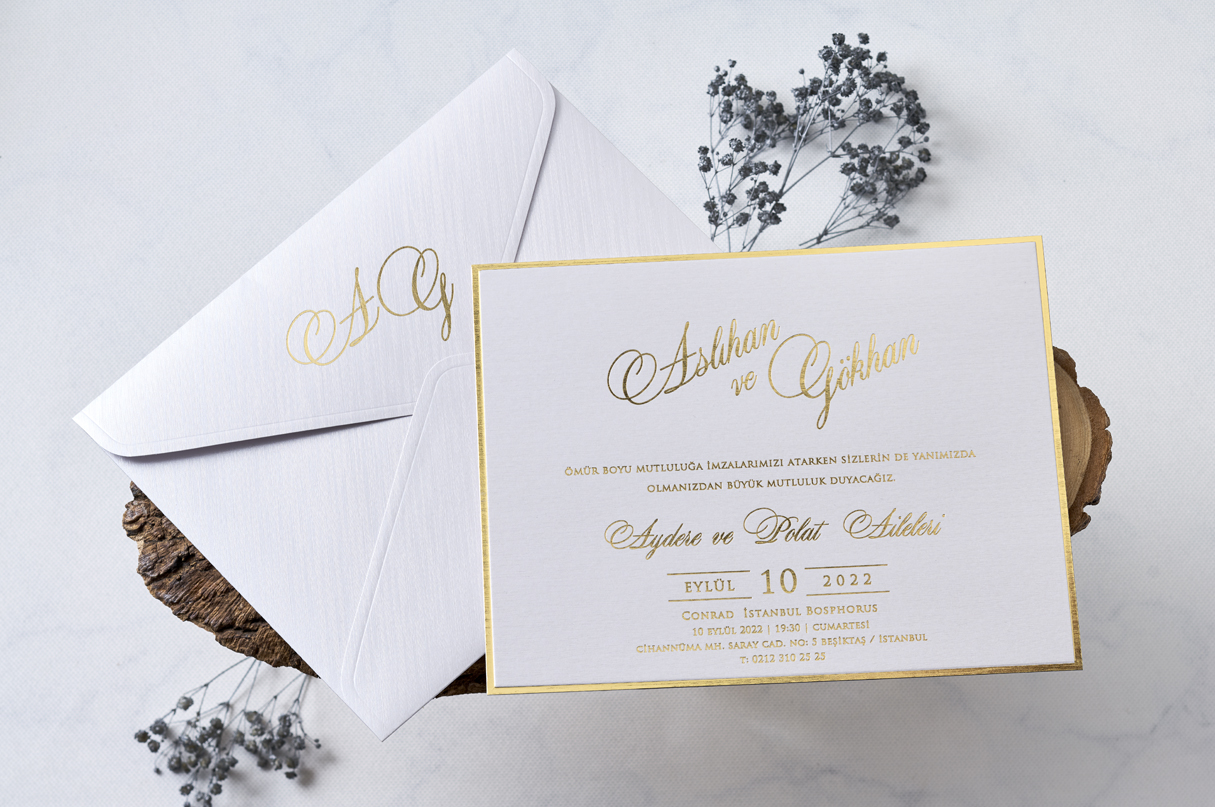 A G
Aslıhan
ve Gökhan
ÖMÜR BOYU MUTLULUĞA İMZALARIMIZI ATARKEN SİZLERİN DE YANIMIZDA
OLMANIZDAN BÜYÜK MUTLULUK DUYACAĞIZ.
Aydere ve Polat Aileleri
EYLÜL 10 2022
CONRAD İSTANBUL BOSPHORUS
10 EYLÜL 2022 | 19:30 | CUMARTESİ
CİHANNÜMA MH. SARAY CAD. NO: 5 BEŞİKTAŞ / İSTANBUL
T: 0212 310 25 25